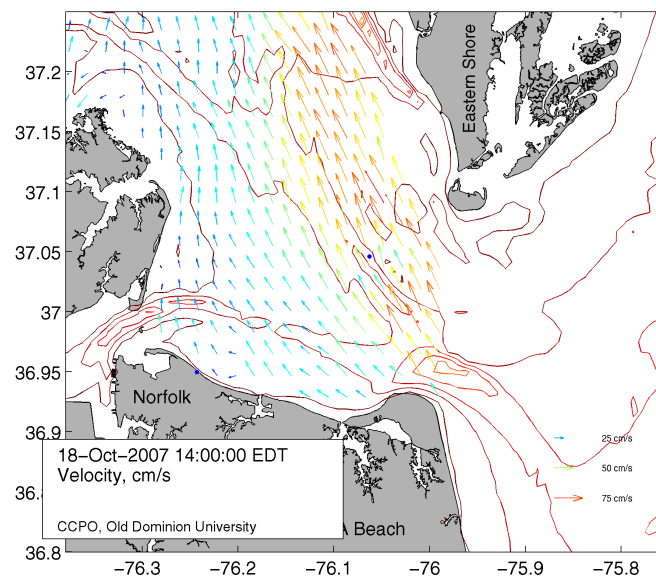 37.2
37.15
37.1
37.05
37
36.95
36.9
36.8
36.8
Eastern Shore
Norfolk
A Beach
25 cm/s
50 cm/s
75 cm/s
18-Oct-2007 14:00:00 EDT
Velocity, cm/s
CCPO, Old Dominion University
-76.3 -76.2 -76.1 -76 -75.9 -75.8